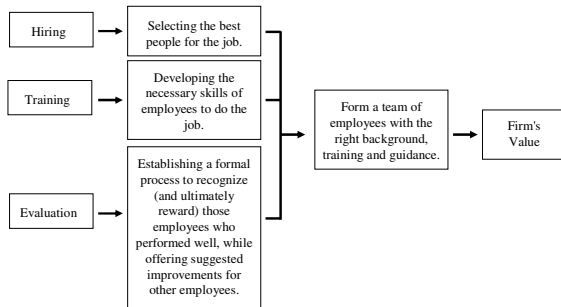 Hiring
Selecting the best
people for the job.
Training
Developing the
necessary skills of
employees to do the
job.
Evaluation
Establishing a formal
process to recognize
(and ultimately
reward) those
employees who
performed well, while
offering suggested
improvements for
other employees.
Form a team of
employees with the
right background,
training and guidance.
Firm's
Value